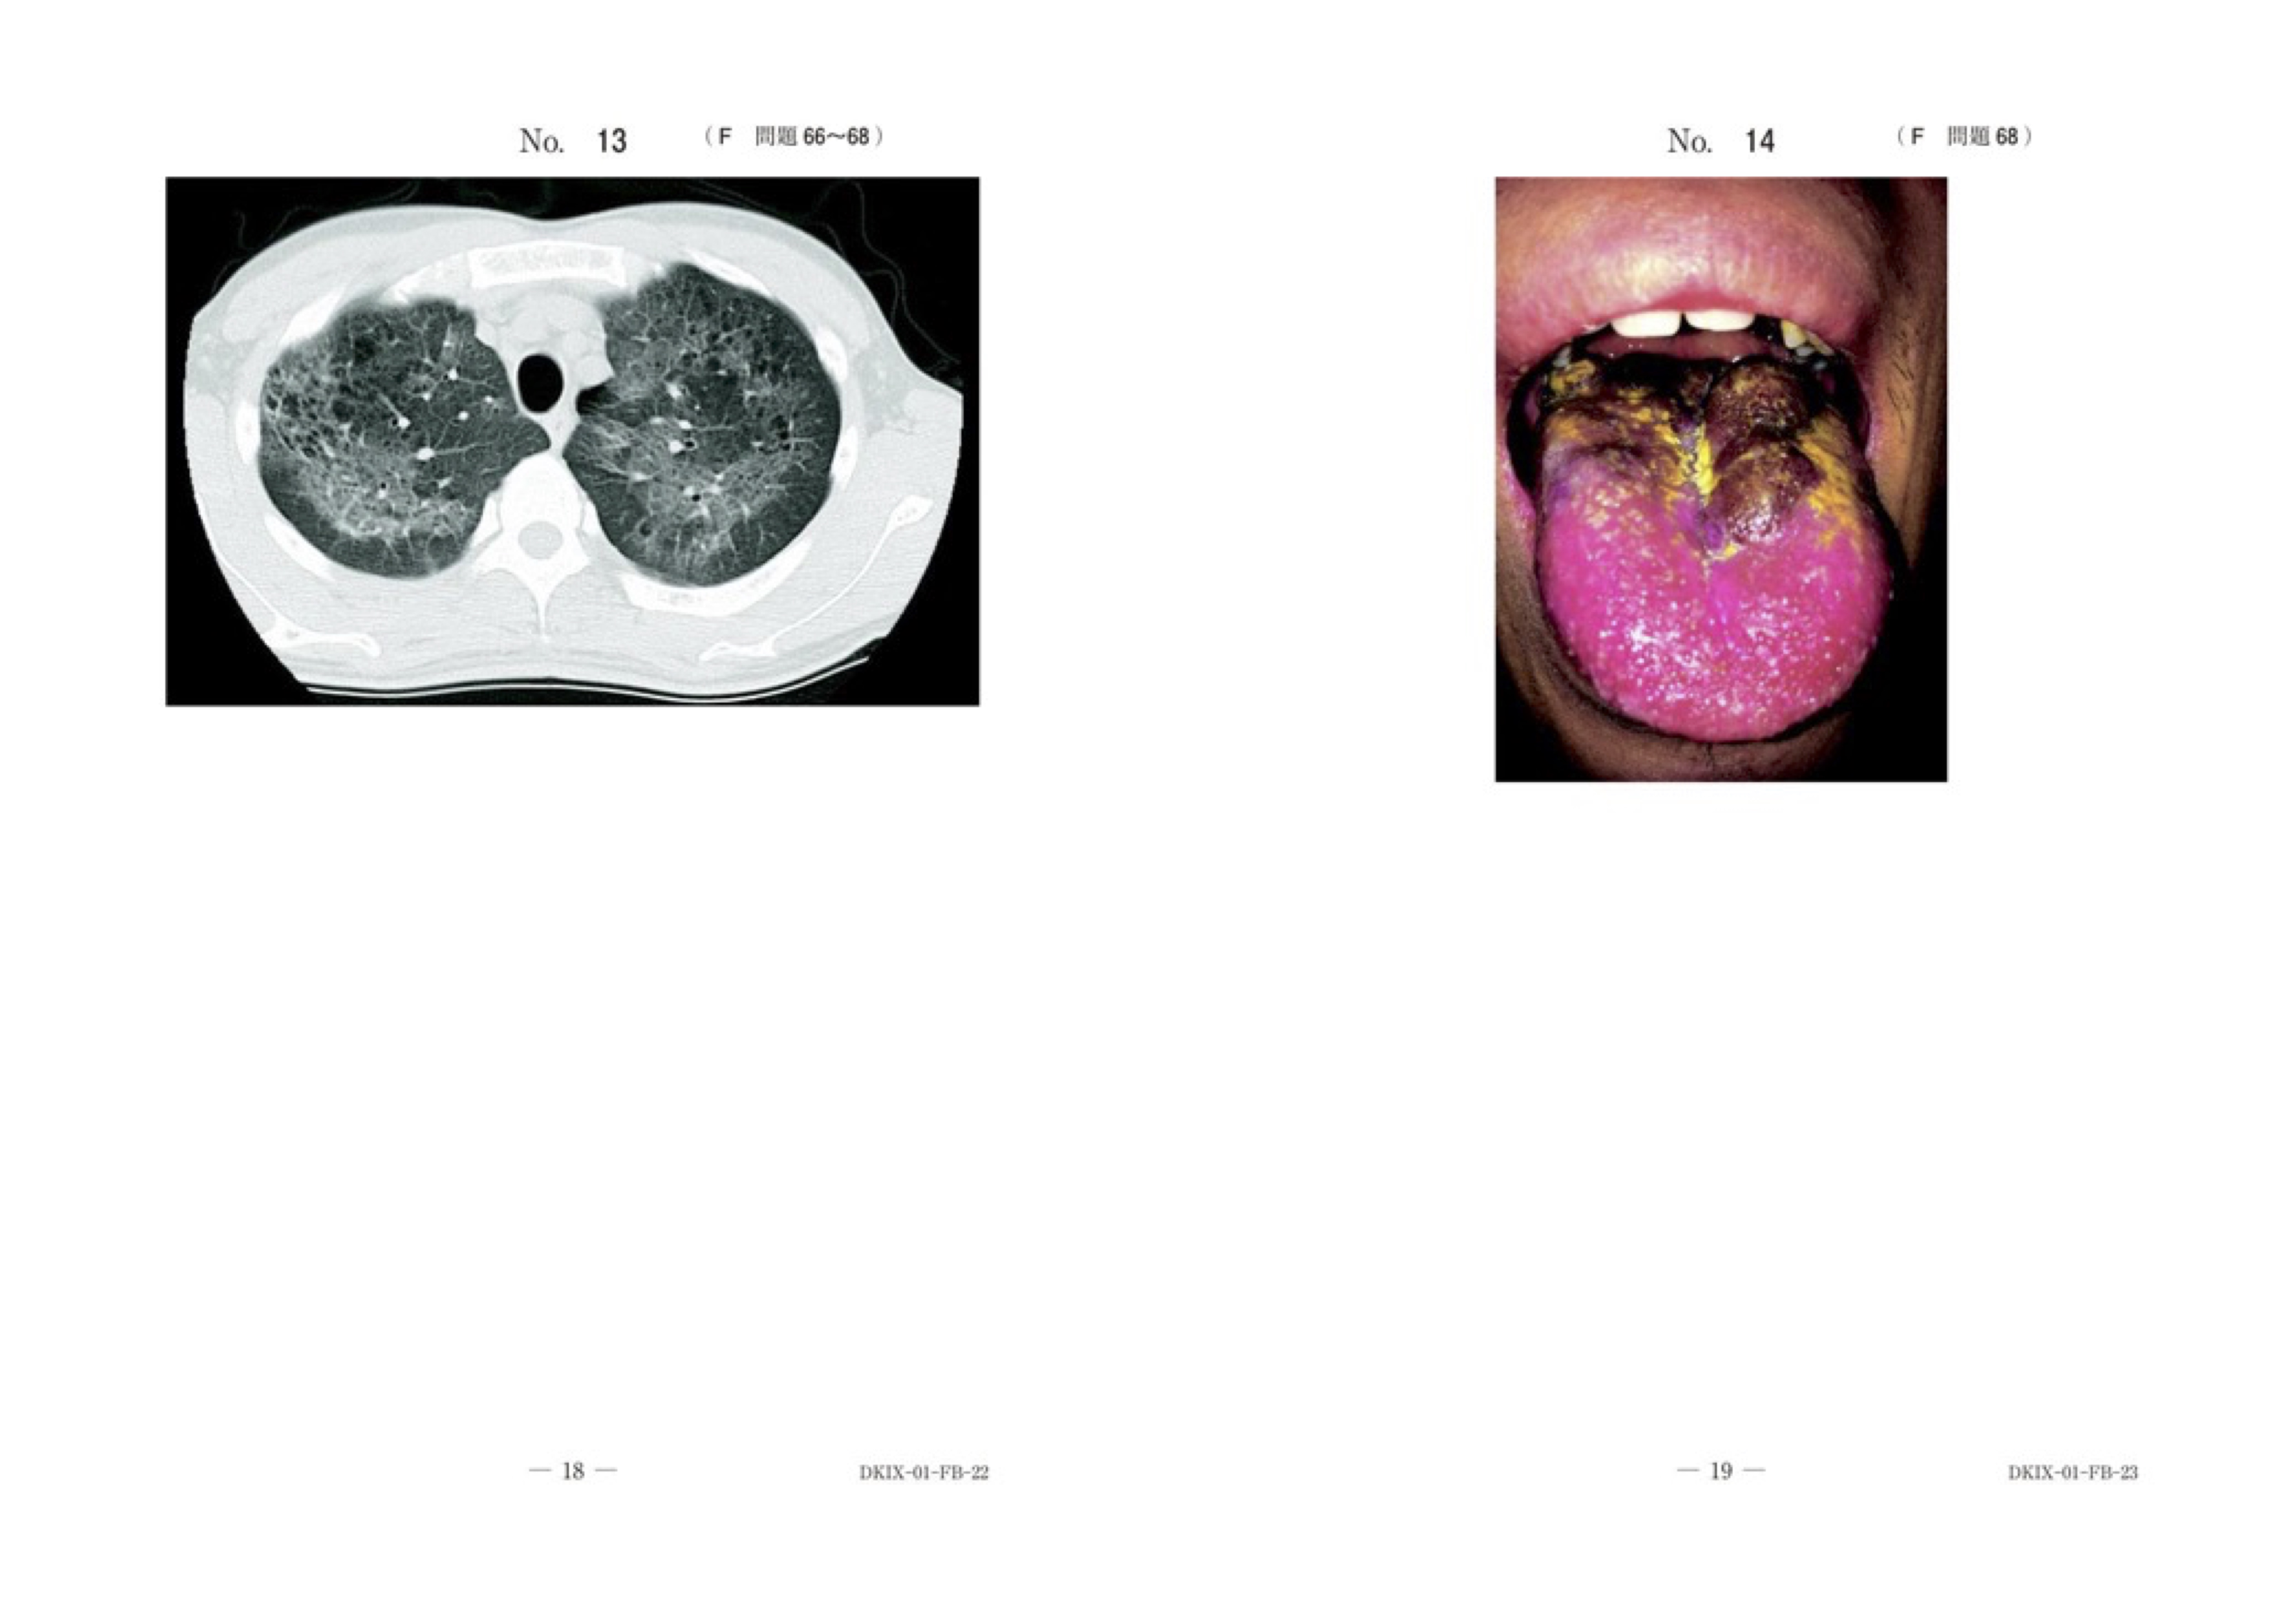 No. 13 （F 問題 66～68）
— 18 —
DKIX-01-FB-22
No. 14 （F 問題 68）
— 19 —
DKIX-01-FB-23